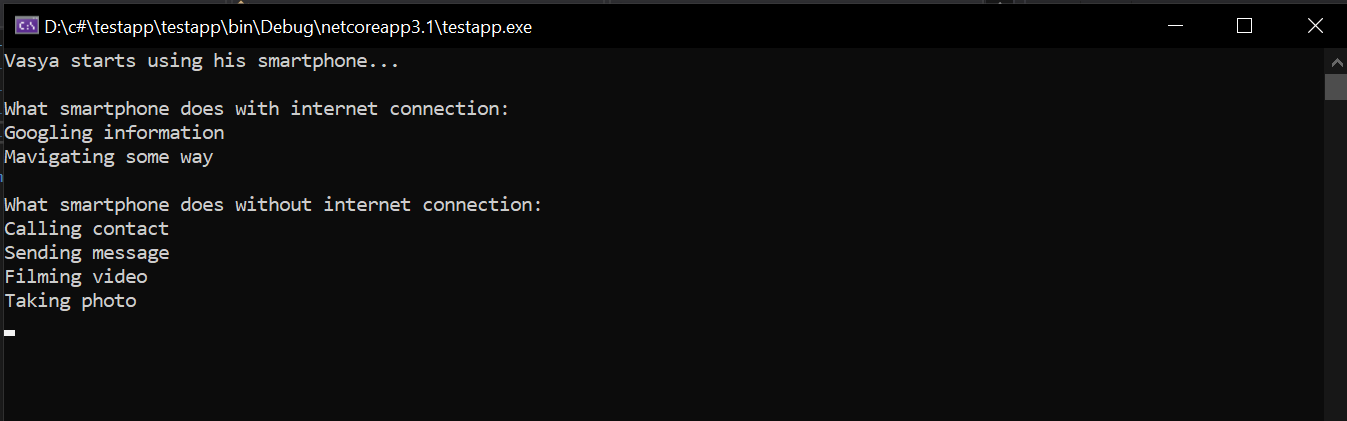 D:\c#\testapp\testapp\bin\Debug\netcoreapp3.1\testapp.exe
Vasya starts using his smartphone...
What smartphone does with internet connection:
Googling information
Mavigating some way
What smartphone does without internet connection:
Calling contact
Sending message
Filming video
Taking photo